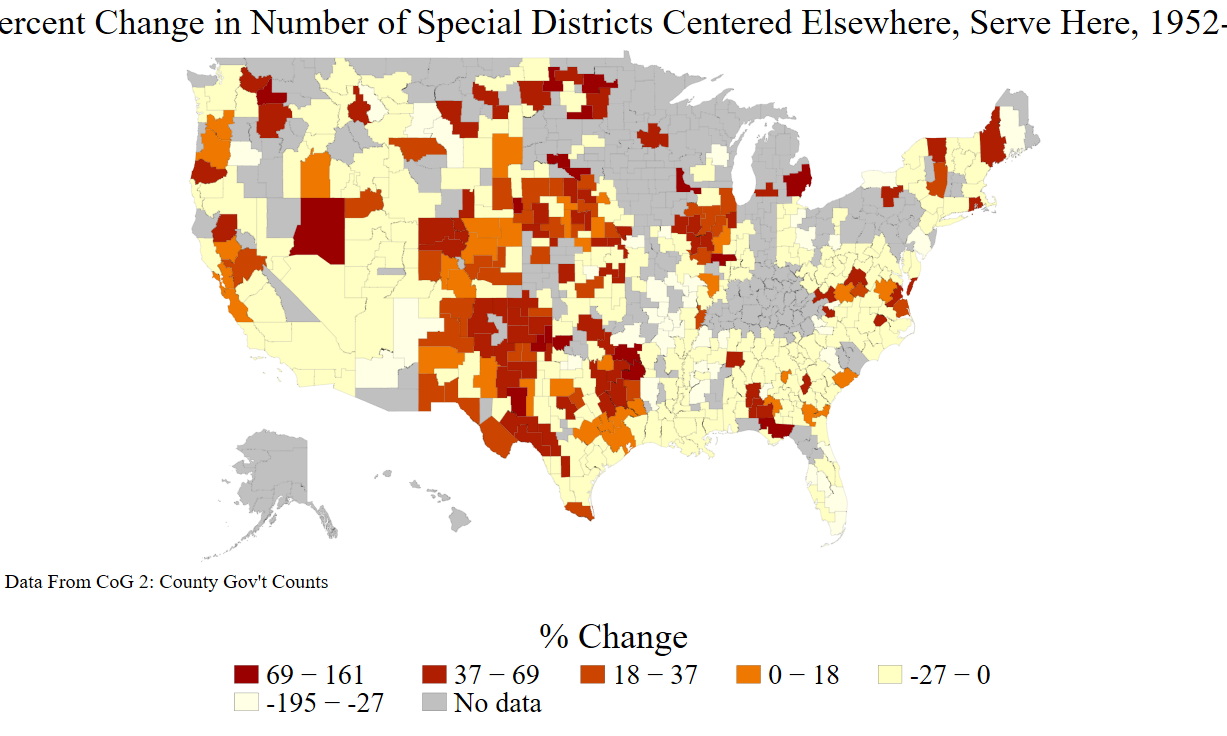 ercent Change in Number of Special Districts Centered Elsewhere, Serve Here, 1952-
Data From CoG 2: County Gov't Counts
% Change
69 − 161 37 − 69 18 − 37 0 − 18 -27 − 0
-195 − -27 No data